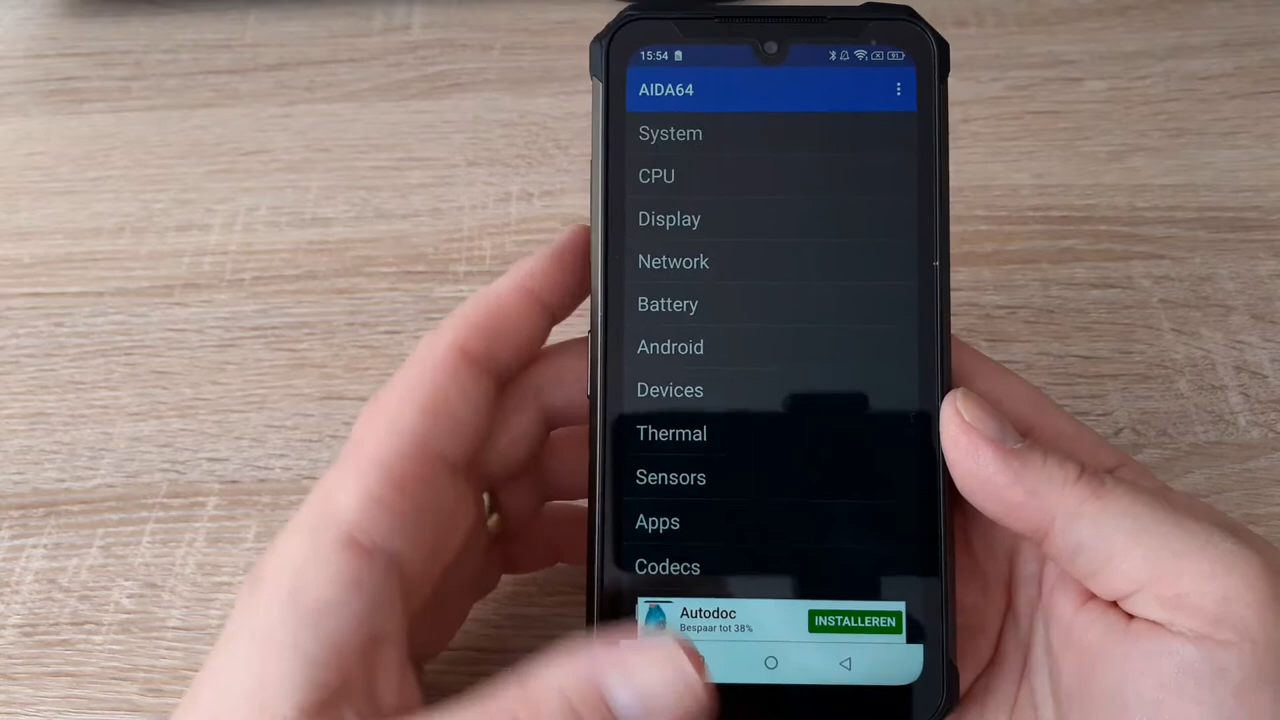 15:54
91
AIDA64
System
CPU
Display
Network
Battery
Android
Devices
Thermal
Sensors
Apps
Codecs
Autodoc
Bespaar tot 38%
INSTALLEREN